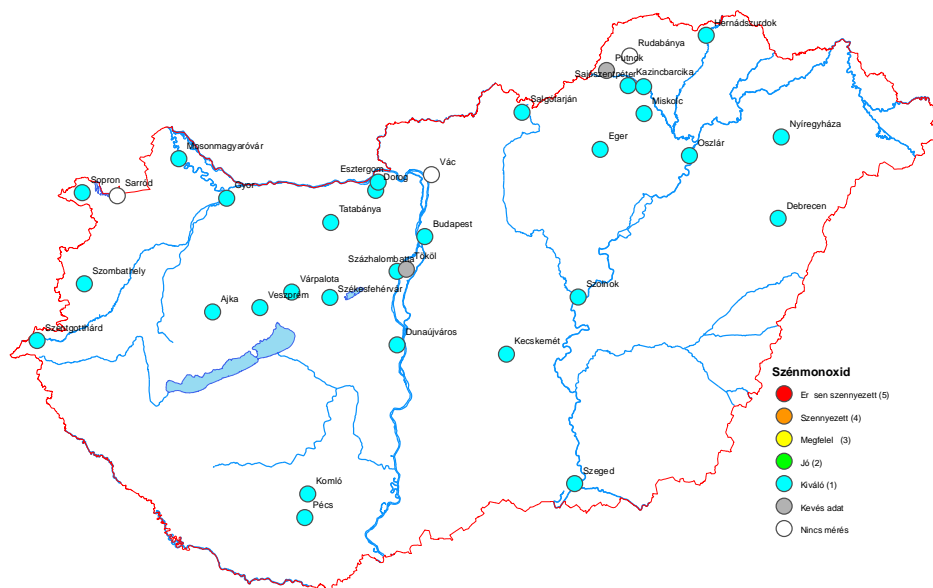 Hernádszurdok
Rudabánya
Putnok
Sajószentpéter
Kazincbarcika
Salgótarján
Miskolc
Nyíregyháza
Mosonmagyaróvár
Eger
Oszlár
Esztergom
Vác
Dorog
Sopron
Sarród
Gyor
Tatabánya
Debrecen
Budapest
Százhalombatta
Tököl
Szombathely
Várpalota
Székesfehérvár
Ajka
Veszprém
Szolnok
Szentgotthárd
Dunaújváros
Kecskemét
Szénmonoxid
Er sen szennyezett (5)
Szennyezett (4)
Megfelel (3)
Jó (2)
Kiváló (1)
Kevés adat
Nincs mérés
Szeged
Komló
Pécs